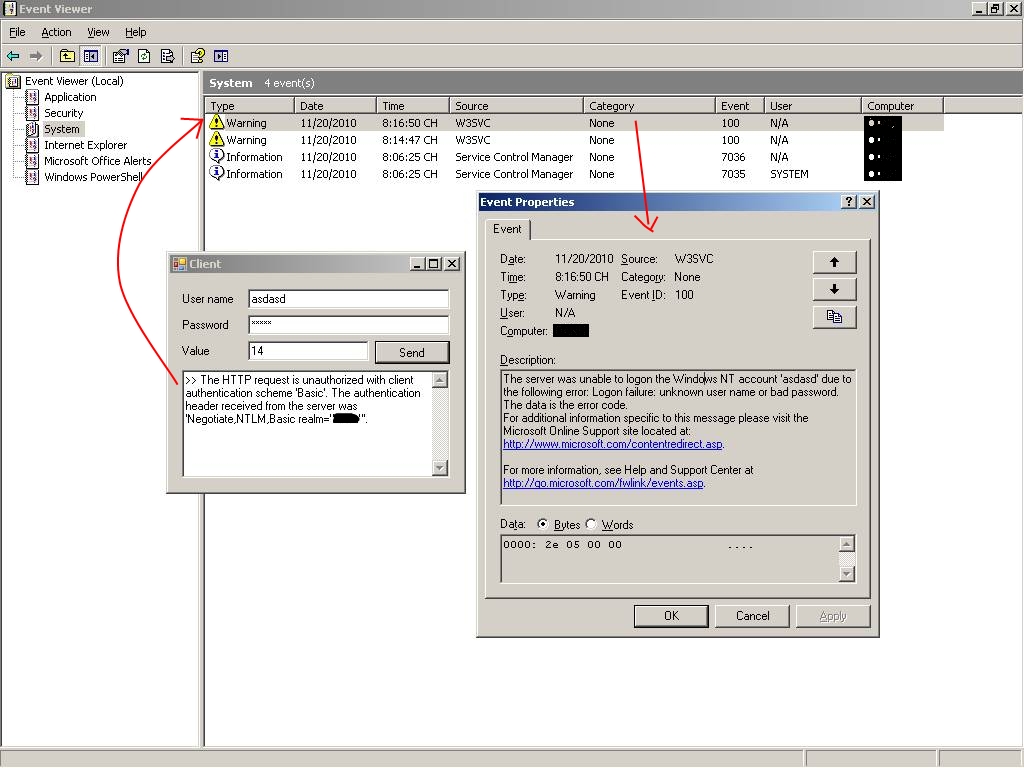 Event Viewer
File Action View Help
Event Viewer (Local)
Application
Security
System
Internet Explorer
Microsoft Office Alerts
Windows PowerShell
System 4 event(s)
Type Date Time Source Category Event User Computer
Warning 11/20/2010 8:16:50 CH W3SVC None 100 N/A
Warning 11/20/2010 8:14:47 CH W3SVC None 100 N/A
Information 11/20/2010 8:06:25 CH Service Control Manager None 7036 N/A
Information 11/20/2010 8:06:25 CH Service Control Manager None 7035 SYSTEM
Client
User name asdasd
Password *****
Value 14 Send
>> The HTTP request is unauthorized with client
authentication scheme 'Basic'. The authentication
header received from the server was
'Negotiate,NTLM,Basic realm="

Event Properties
Event
Date: 11/20/2010 Source: W3SVC
Time: 8:16:50 CH Category: None
Type: Warning Event ID: 100
User: N/A
Computer:
Description:
The server was unable to logon the Windows NT account 'asdasd' due to
the following error: Logon failure: unknown user name or bad password.
The data is the error code.
For additional information specific to this message please visit the
Microsoft Online Support site located at:
http://www.microsoft.com/contentredirect.asp.
For more information, see Help and Support Center at
http://go.microsoft.com/fwlink/events.asp.
Data: Bytes Words
0000: 2e 05 00 00 ....
OK Cancel Apply